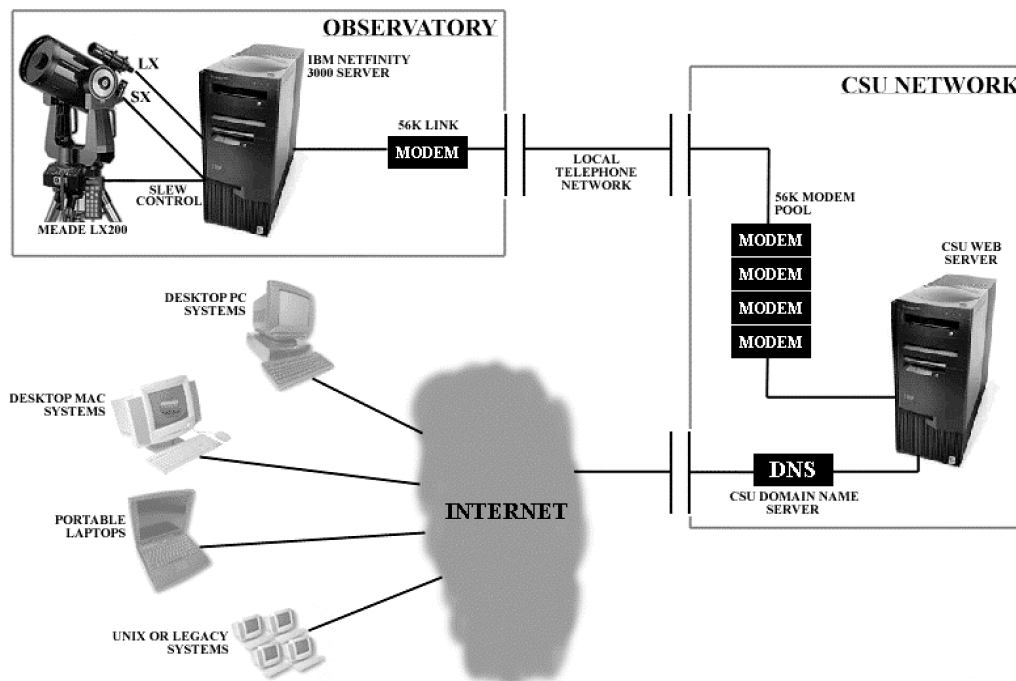 OBSERVATORY
LX
SX
IBM NETFINITY
3000 SERVER
56K LINK
MODEM
SLEW
CONTROL
MEADE LX200
LOCAL
TELEPHONE
NETWORK
CSU NETWORK
56K MODEM
POOL
MODEM
MODEM
MODEM
MODEM
CSU WEB
SERVER
DNS
CSU DOMAIN NAME
SERVER
DESKTOP PC
SYSTEMS
DESKTOP MAC
SYSTEMS
PORTABLE
LAPTOPS
UNIX OR LEGACY
SYSTEMS
INTERNET